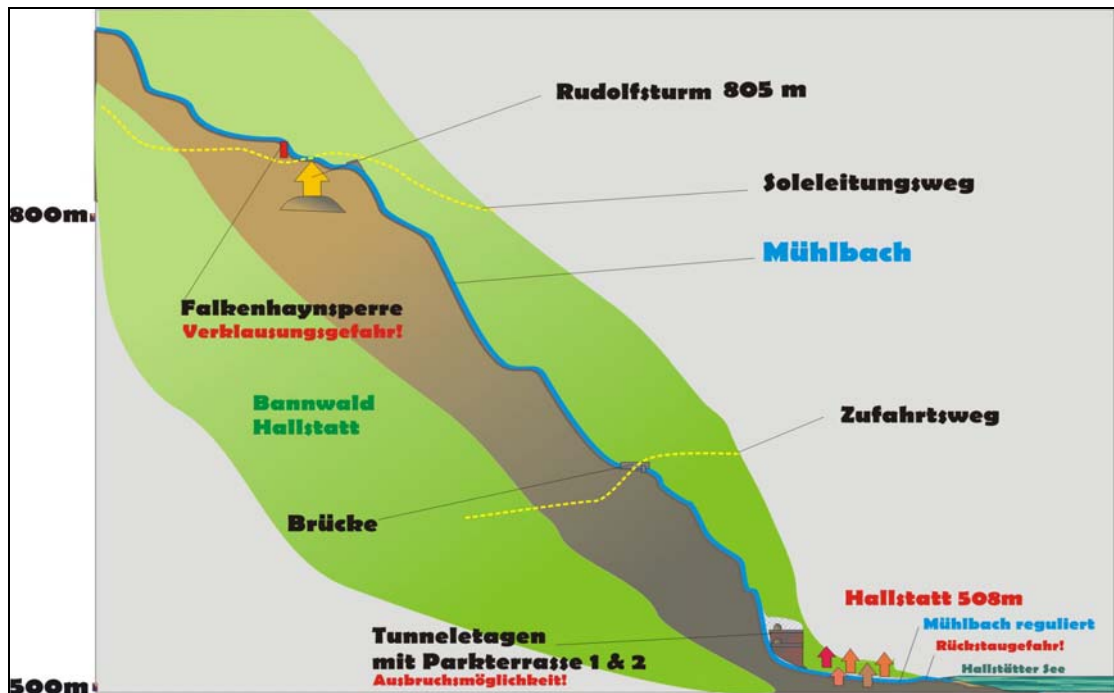 Rudolfsturm 805 m
Soleleitungsweg
800m
Mühlbach
Falkenhaynsperre
Verklausungsgefahr!
Bannwald
Hallstatt
Zufahrtsweg
Brücke
Hallstatt 508m
Mühlbach reguliert
Tunneletagen
mit Parkterrasse 1 & 2
Ausbruchsmöglichkeit!
Rückstaugefahr!
Hallstätter See
500m